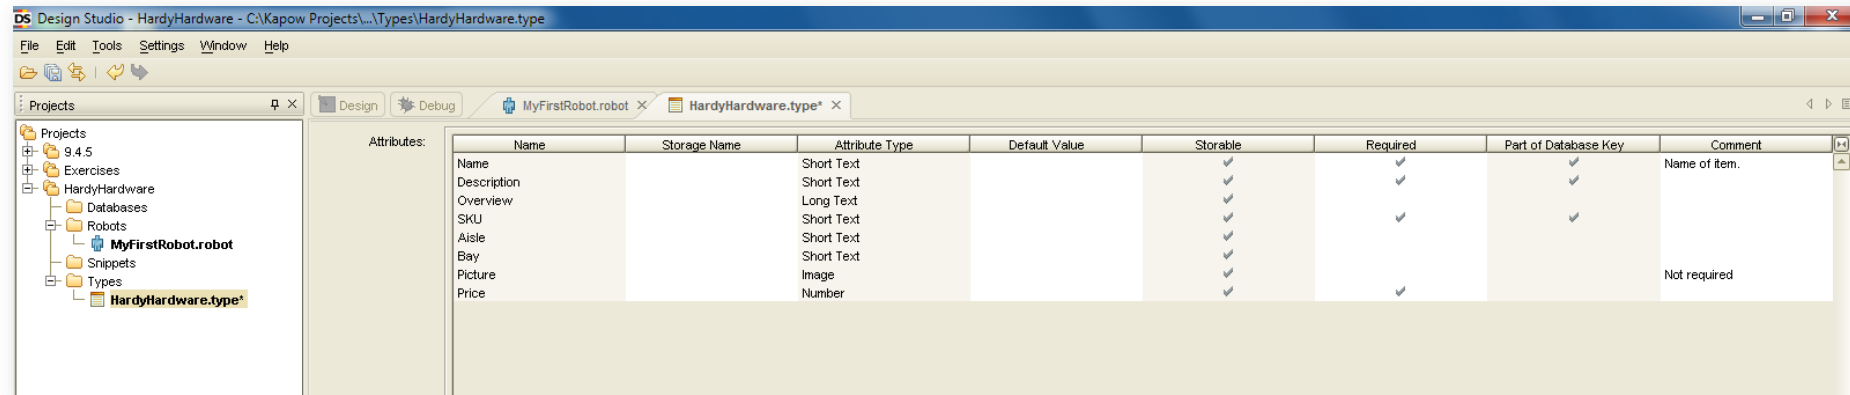 DS Design Studio - HardyHardware - C:\Kapow Projects\...\Types\HardyHardware.type
File Edit Tools Settings Window Help
Projects
Design Debug MyFirstRobot.robot HardyHardware.type*
Projects
9.4.5
Exercises
HardyHardware
Databases
Robots
MyFirstRobot.robot
Snippets
Types
HardyHardware.type*
Attributes:
Name Storage Name Attribute Type Default Value Storable Required Part of Database Key Comment
Name Short Text Name of item.
Description Short Text
Overview Long Text
SKU Short Text
Aisle Short Text
Bay Short Text
Picture Image Not required
Price Number